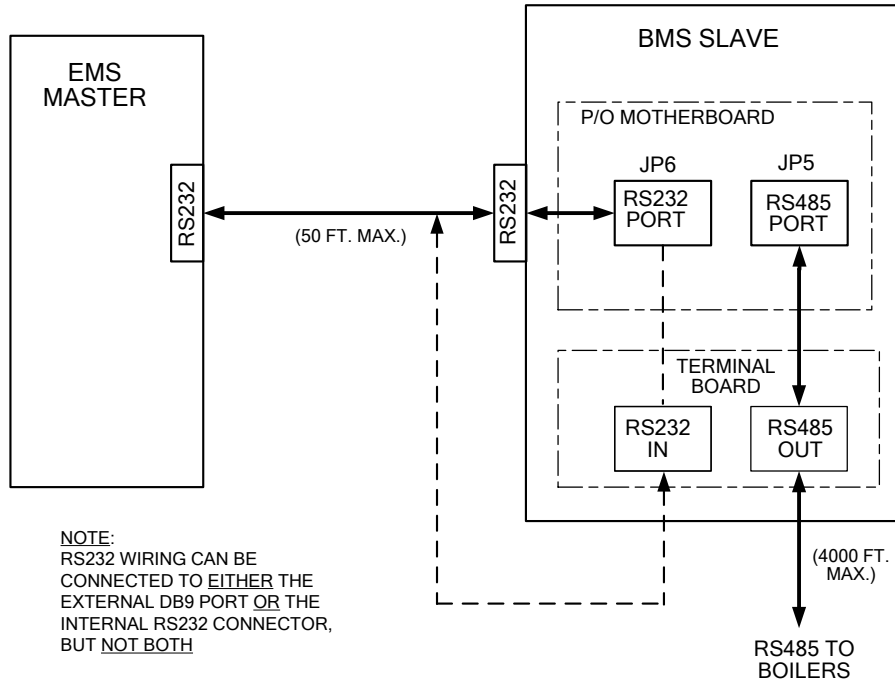 EMS
MASTER
RS232
(50 FT. MAX.)
RS232
BMS SLAVE
P/O MOTHERBOARD
JP6
JP5
RS232
PORT
RS485
PORT
TERMINAL
BOARD
RS232
IN
RS485
OUT
(4000 FT.
MAX.)
RS485 TO
BOILERS
NOTE:
RS232 WIRING CAN BE
CONNECTED TO EITHER THE
EXTERNAL DB9 PORT OR THE
INTERNAL RS232 CONNECTOR,
BUT NOT BOTH